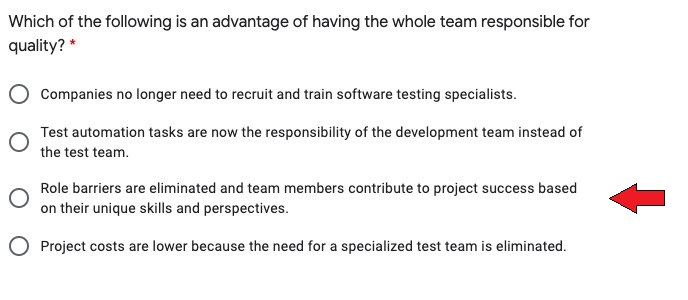 Which of the following is an advantage of having the whole team responsible for
quality? *
Companies no longer need to recruit and train software testing specialists.
Test automation tasks are now the responsibility of the development team instead of
the test team.
Role barriers are eliminated and team members contribute to project success based
on their unique skills and perspectives.
Project costs are lower because the need for a specialized test team is eliminated.